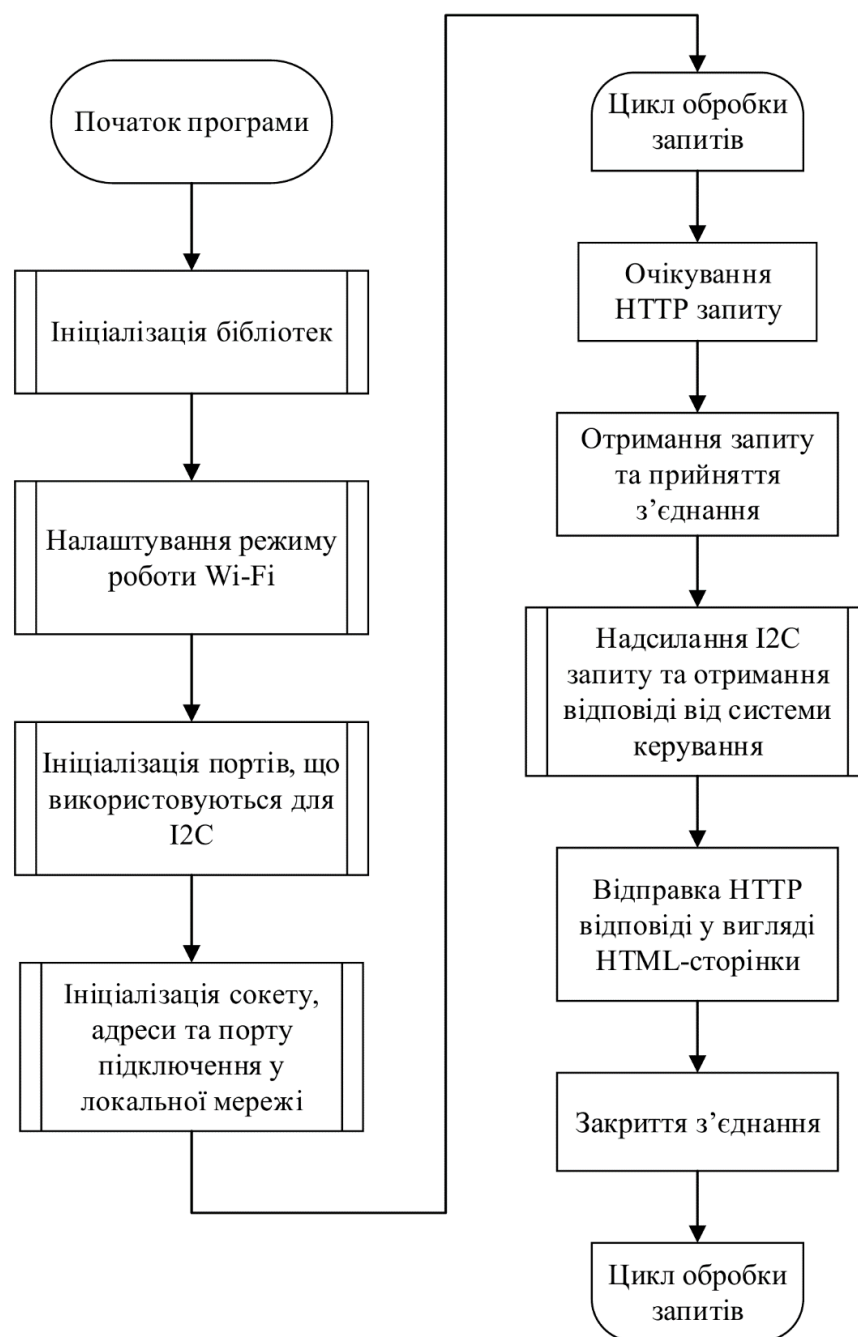 Початок програми
Ініціалізація бібліотек
Налаштування режиму
роботи Wi-Fi
Ініціалізація портів, що
використовуються для
I2C
Ініціалізація сокету,
адреси та порту
підключення у
локальної мережі
Цикл обробки
запитів
Очікування
HTTP запиту
Отримання запиту
та прийняття
з’єднання
Надсилання I2C
запиту та отримання
відповіді від системи
керування
Відправка HTTP
відповіді у вигляді
HTML-сторінки
Закриття з’єднання
Цикл обробки
запитів